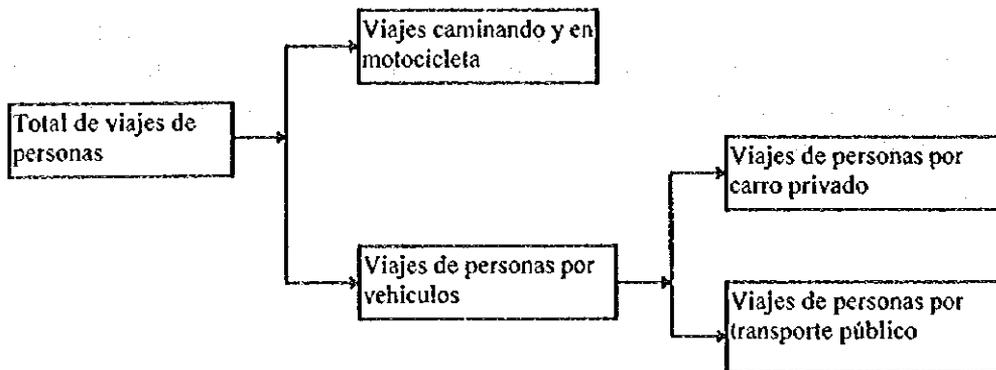 Viajes caminando y en
motocicleta
Total de viajes de
personas
Viajes de personas por
carro privado
Viajes de personas por
vehiculos
Viajes de personas por
transporte público